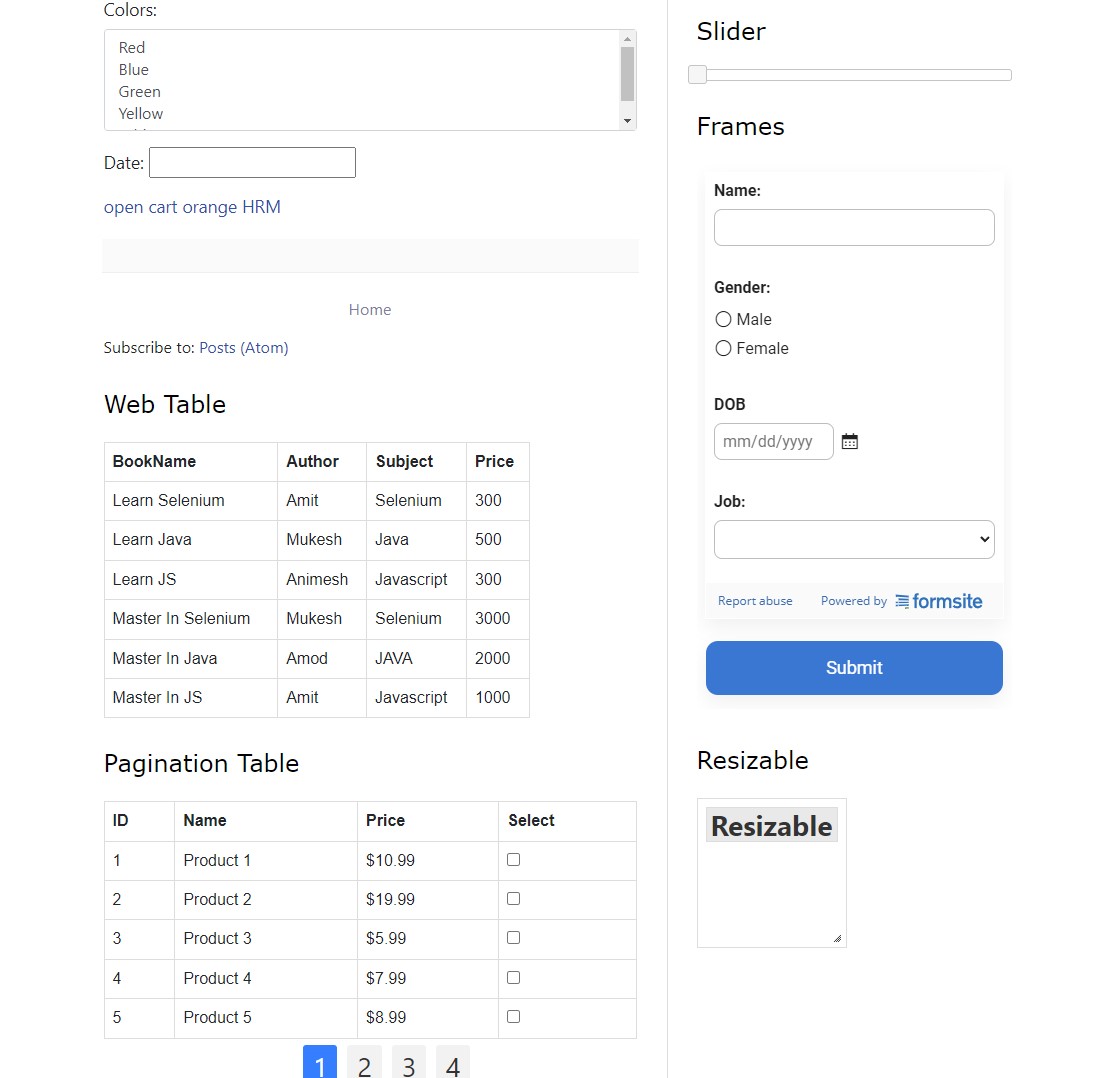 Colors:
Red
Blue
Green
Yellow
Date:
open cart orange HRM
Home
Subscribe to: Posts (Atom)
Web Table
BookName Author Subject Price
Learn Selenium Amit Selenium 300
Learn Java Mukesh Java 500
Learn JS Animesh Javascript 300
Master In Selenium Mukesh Selenium 3000
Master In Java Amod JAVA 2000
Master In JS Amit Javascript 1000
Pagination Table
ID Name Price Select
1 Product 1 $10.99
2 Product 2 $19.99
3 Product 3 $5.99
4 Product 4 $7.99
5 Product 5 $8.99
1 2 3 4
Slider
Frames
Name:
Gender:
Male
Female
DOB
mm/dd/yyyy
Job:
Report abuse Powered by formsite
Submit
Resizable
Resizable